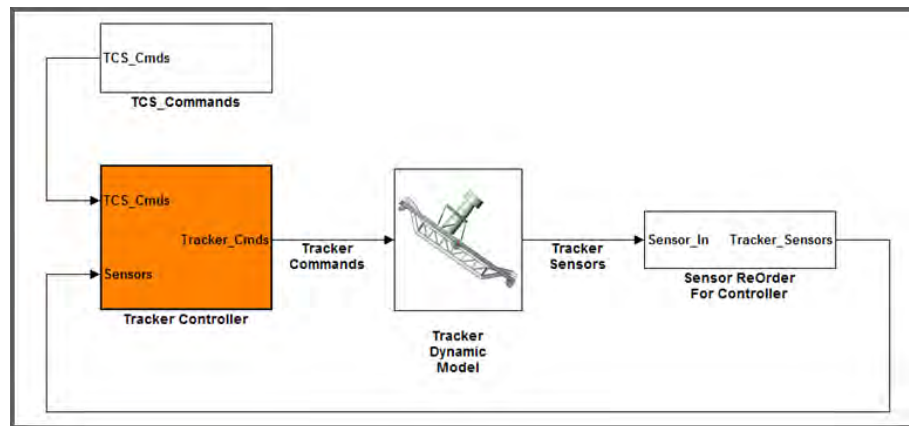 TCS_Cmds
TCS_Commands
TCS_Cmds
Tracker_Cmds
Sensors
Tracker Controller
Tracker
Commands
Tracker
Dynamic
Model
Tracker
Sensors
Sensor_In
Tracker_Sensors
Sensor ReOrder
For Controller